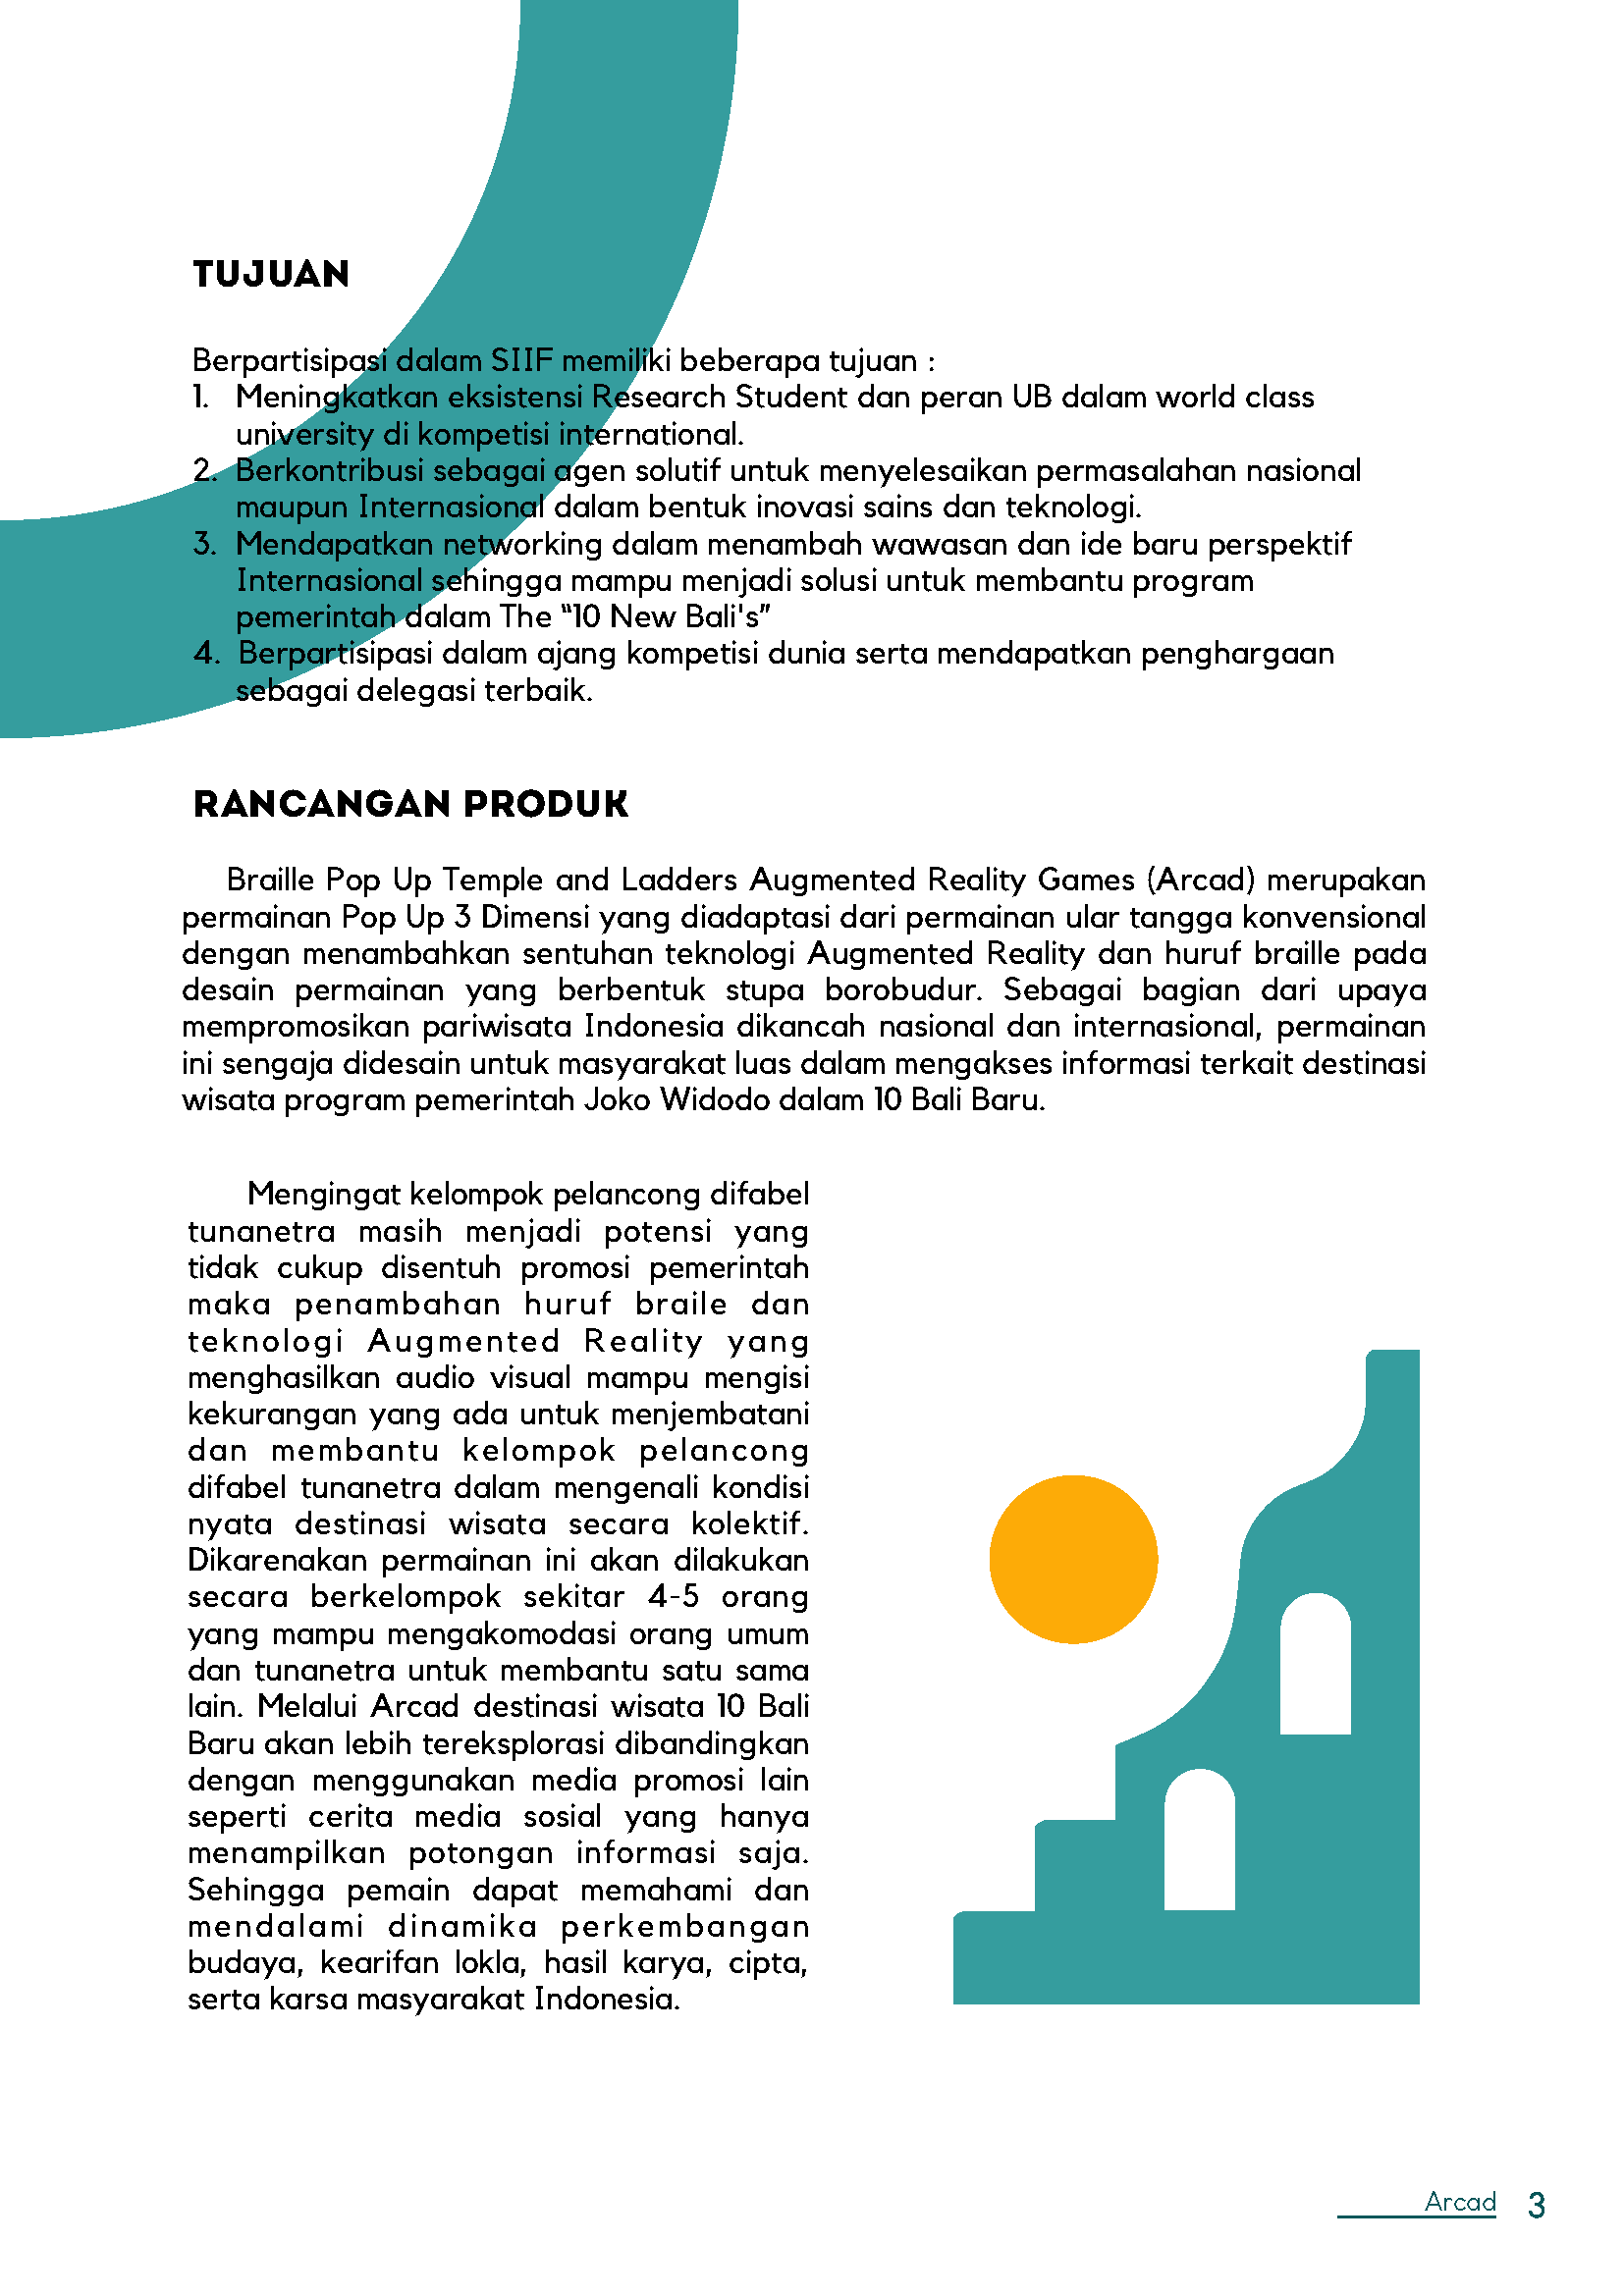 TUJUAN
Berpartisipasi dalam SIIF memiliki beberapa tujuan :
1. Meningkatkan eksistensi Research Student dan peran UB dalam world class
university di kompetisi international.
2. Berkontribusi sebagai agen solutif untuk menyelesaikan permasalahan nasional
maupun Internasional dalam bentuk inovasi sains dan teknologi.
3. Mendapatkan networking dalam menambah wawasan dan ide baru perspektif
Internasional sehingga mampu menjadi solusi untuk membantu program
pemerintah dalam The “10 New Bali's”
4. Berpartisipasi dalam ajang kompetisi dunia serta mendapatkan penghargaan
sebagai delegasi terbaik.
RANCANGAN PRODUK
Braille Pop Up Temple and Ladders Augmented Reality Games (Arcad) merupakan
permainan Pop Up 3 Dimensi yang diadaptasi dari permainan ular tangga konvensional
dengan menambahkan sentuhan teknologi Augmented Reality dan huruf braille pada
desain permainan yang berbentuk stupa borobudur. Sebagai bagian dari upaya
mempromosikan pariwisata Indonesia dikancah nasional dan internasional, permainan
ini sengaja didesain untuk masyarakat luas dalam mengakses informasi terkait destinasi
wisata program pemerintah Joko Widodo dalam 10 Bali Baru.
Mengingat kelompok pelancong difabel
tunanetra masih menjadi potensi yang
tidak cukup disentuh promosi pemerintah
maka penambahan huruf braile dan
teknologi Augmented Reality yang
menghasilkan audio visual mampu mengisi
kekurangan yang ada untuk menjembatani
dan membantu kelompok pelancong
difabel tunanetra dalam mengenali kondisi
nyata destinasi wisata secara kolektif.
Dikarenakan permainan ini akan dilakukan
secara berkelompok sekitar 4-5 orang
yang mampu mengakomodasi orang umum
dan tunanetra untuk membantu satu sama
lain. Melalui Arcad destinasi wisata 10 Bali
Baru akan lebih tereksplorasi dibandingkan
dengan menggunakan media promosi lain
seperti cerita media sosial yang hanya
menampilkan potongan informasi saja.
Sehingga pemain dapat memahami dan
mendalami dinamika perkembangan
budaya, kearifan lokla, hasil karya, cipta,
serta karsa masyarakat Indonesia.
Arcad 3